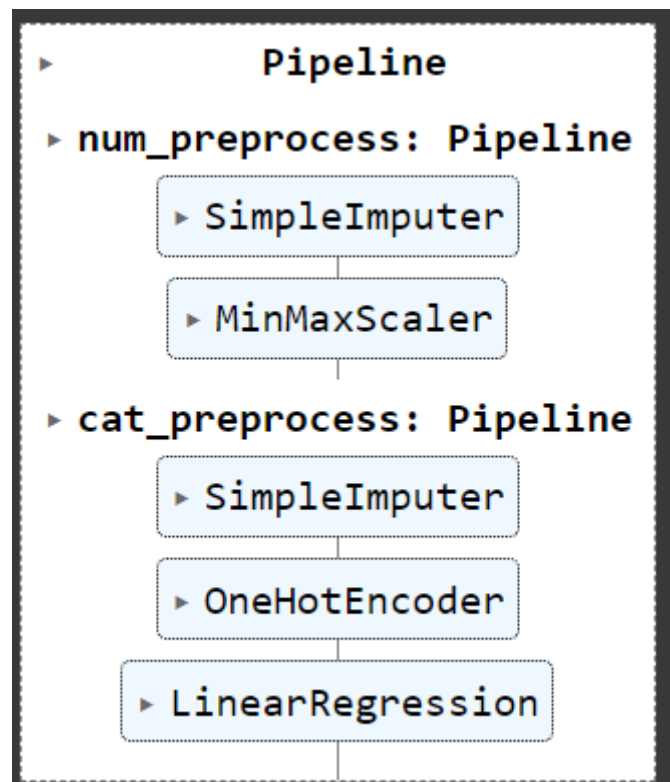 Pipeline
num_preprocess: Pipeline
SimpleImputer
MinMaxScaler
cat_preprocess: Pipeline
SimpleImputer
OneHotEncoder
LinearRegression